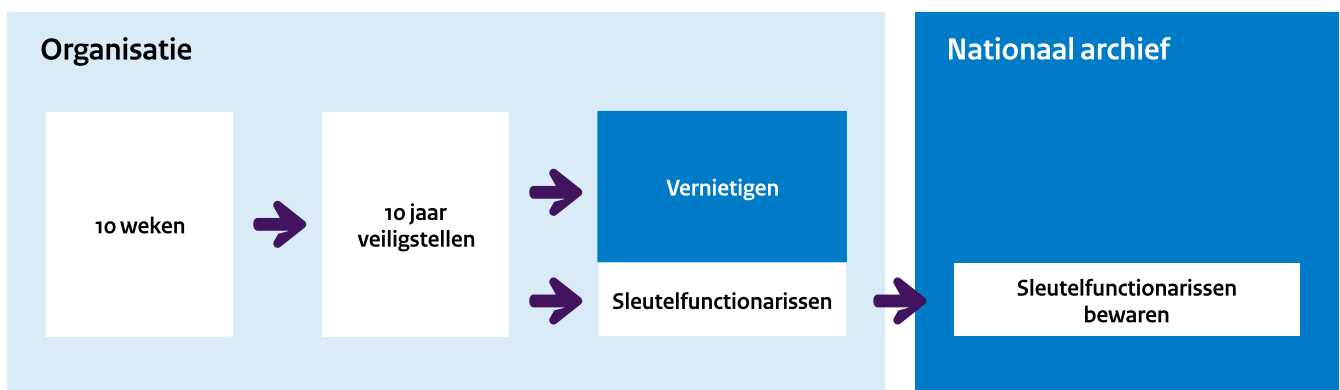 Organisatie
Nationaal archief
10 weken
10 jaar
veiligstellen
Vernietigen
Sleutelfunctionarissen
Sleutelfunctionarissen
bewaren